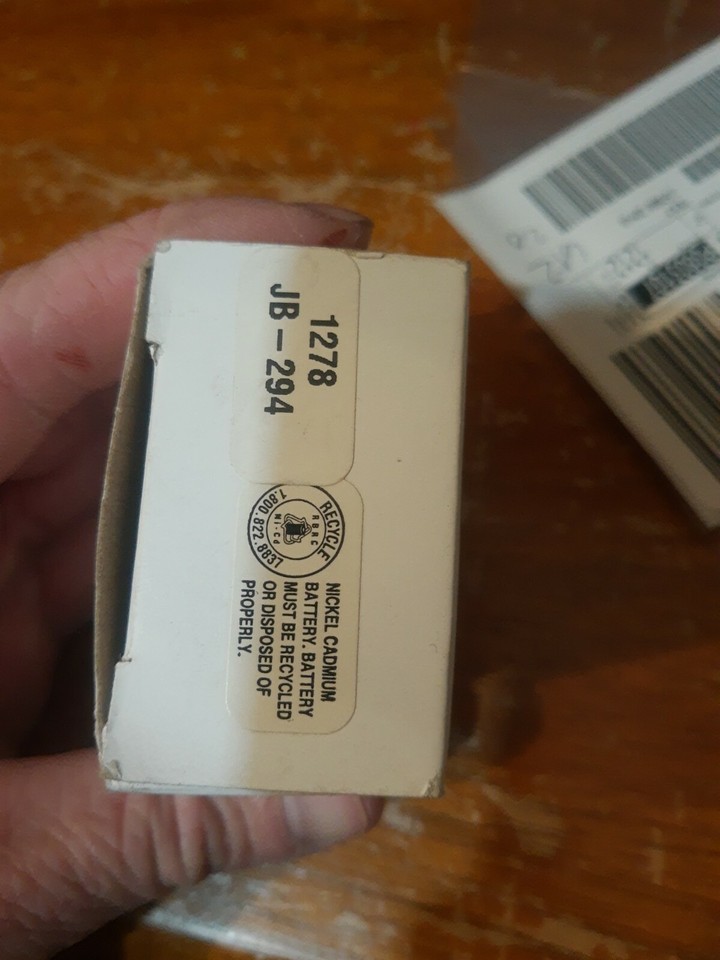 1278
JB-294
RECYCLE
1.800.822.8837
RBRC
Ni-Cd
NICKEL CADMIUM
BATTERY. BATTERY
MUST BE RECYCLED
OR DISPOSED OF
PROPERLY.